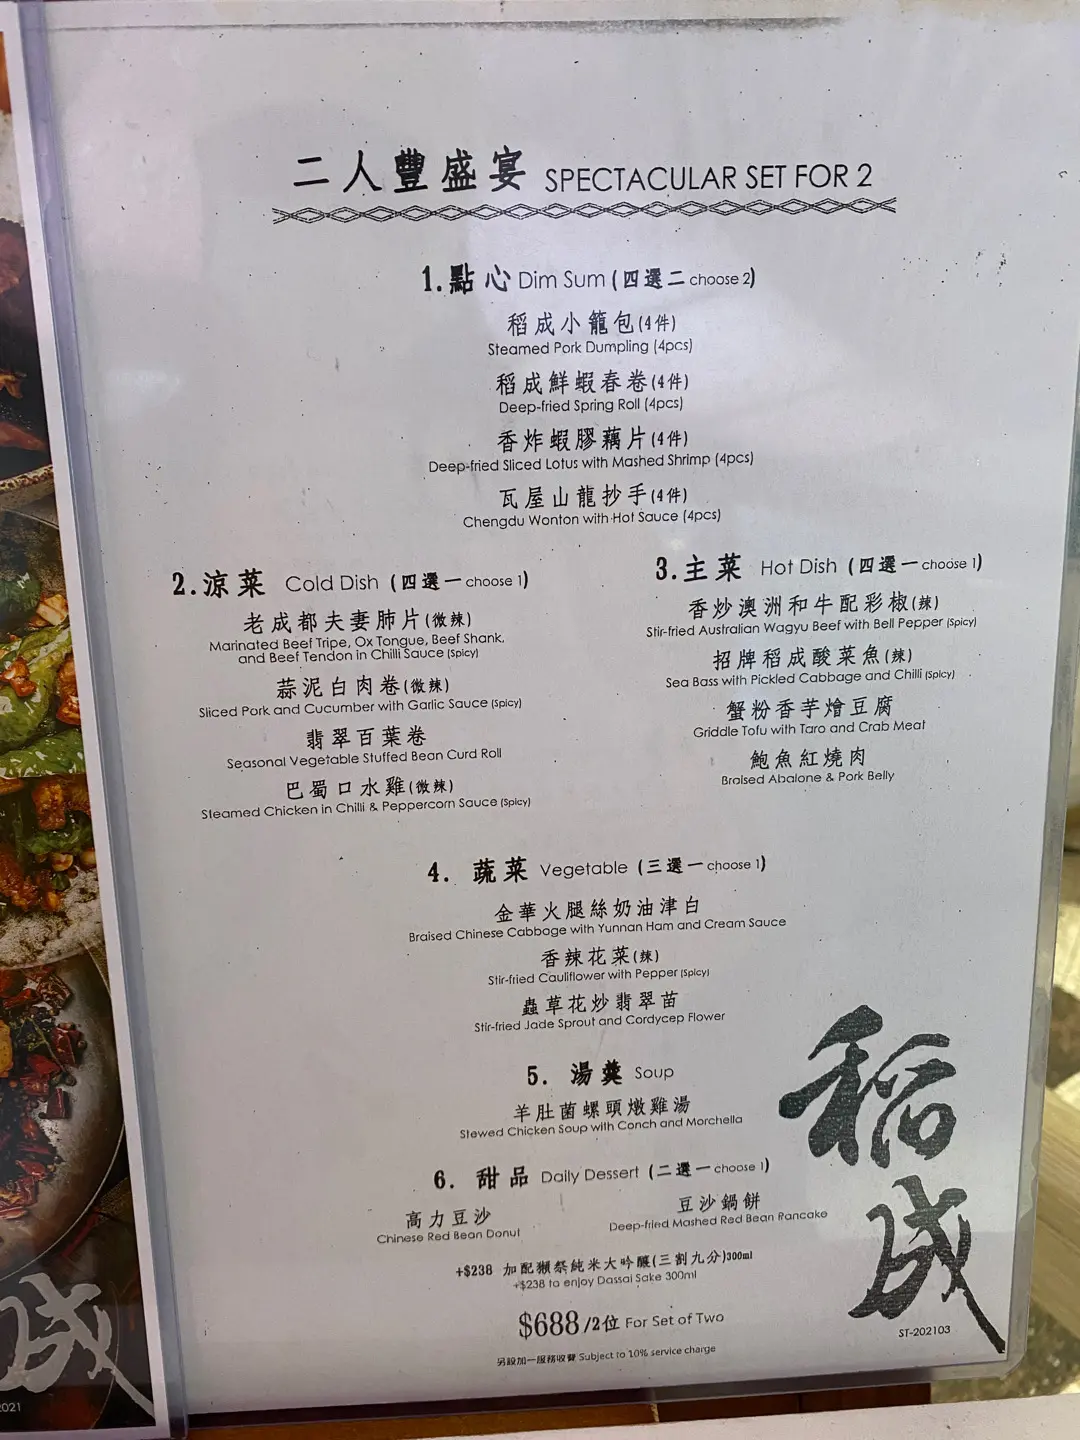 二人豐盛宴 SPECTACULAR SET FOR 2
1.點心 Dim Sum (四選二 choose 2)
稻成小籠包(4件)
Steamed Pork Dumpling (4pcs)
稻成鮮蝦春卷(4件)
Deep-fried Spring Roll (4pcs)
香炸蝦膠藕片(4件)
Deep-fried Sliced Lotus with Mashed Shrimp (4pcs)
瓦屋山龍抄手(4件)
Chengdu Wonton with Hot Sauce (4pcs)
2.涼菜 Cold Dish (四選一 choose 1)
老成都夫妻肺片(微辣)
Marinated Beef Tripe, Ox Tongue, Beef Shank,
and Beef Tendon in Chilli Sauce (Spicy)
蒜泥白肉卷(微辣)
Sliced Pork and Cucumber with Garlic Sauce (Spicy)
翡翠百葉卷
Seasonal Vegetable Stuffed Bean Curd Roll
巴蜀口水雞(微辣)
Steamed Chicken in Chilli & Peppercorn Sauce (Spicy)
3.主菜 Hot Dish (四選一 choose 1)
香炒澳洲和牛配彩椒(辣)
Stir-fried Australian Wagyu Beef with Bell Pepper (Spicy)
招牌稻成酸菜魚(辣)
Sea Bass with Pickled Cabbage and Chilli (Spicy)
蟹粉香芋燴豆腐
Griddle Tofu with Taro and Crab Meat
鮑魚紅燒肉
Braised Abalone & Pork Belly
4. 蔬菜 Vegetable (三選一 choose 1)
金華火腿絲奶油津白
Braised Chinese Cabbage with Yunnan Ham and Cream Sauce
香辣花菜(辣)
Stir-fried Cauliflower with Pepper (Spicy)
蟲草花炒翡翠苗
Stir-fried Jade Sprout and Cordycep Flower
5. 湯羹 Soup
羊肚菌螺頭燉雞湯
Stewed Chicken Soup with Conch and Morchella
6. 甜品 Daily Dessert (二選一 choose 1)
高力豆沙
Chinese Red Bean Donut
豆沙鍋餅
Deep-fried Mashed Red Bean Pancake
+$238 加配獺祭純米大吟釀(三割九分)300ml
+$238 to enjoy Dassai Sake 300ml
$688/2位 For Set of Two
另設加一服務收費 Subject to 10% service charge
稻成
ST-202103
成
2021